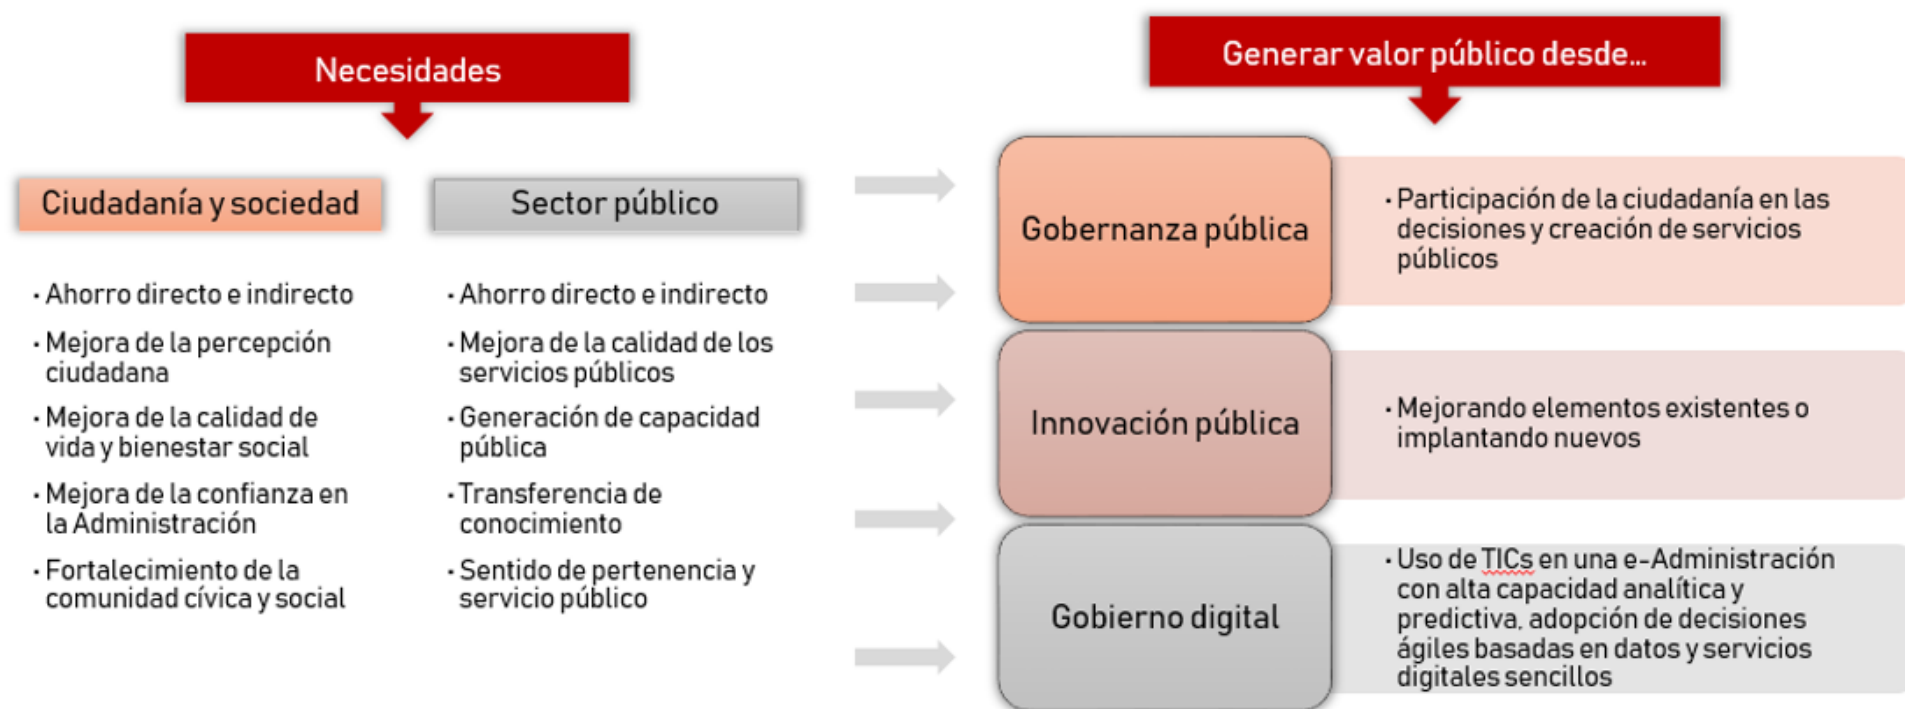 Necesidades
Ciudadanía y sociedad
· Ahorro directo e indirecto
· Mejora de la percepción
ciudadana
· Mejora de la calidad de
vida y bienestar social
· Mejora de la confianza en
la Administración
· Fortalecimiento de la
comunidad cívica y social
Sector público
· Ahorro directo e indirecto
· Mejora de la calidad de los
servicios públicos
· Generación de capacidad
pública
· Transferencia de
conocimiento
· Sentido de pertenencia y
servicio público
Generar valor público desde...
Gobernanza pública
· Participación de la ciudadanía en las
decisiones y creación de servicios
públicos
Innovación pública
· Mejorando elementos existentes o
implantando nuevos
Gobierno digital
· Uso de TICs en una e-Administración
con alta capacidad analítica y
predictiva, adopción de decisiones
ágiles basadas en datos y servicios
digitales sencillos